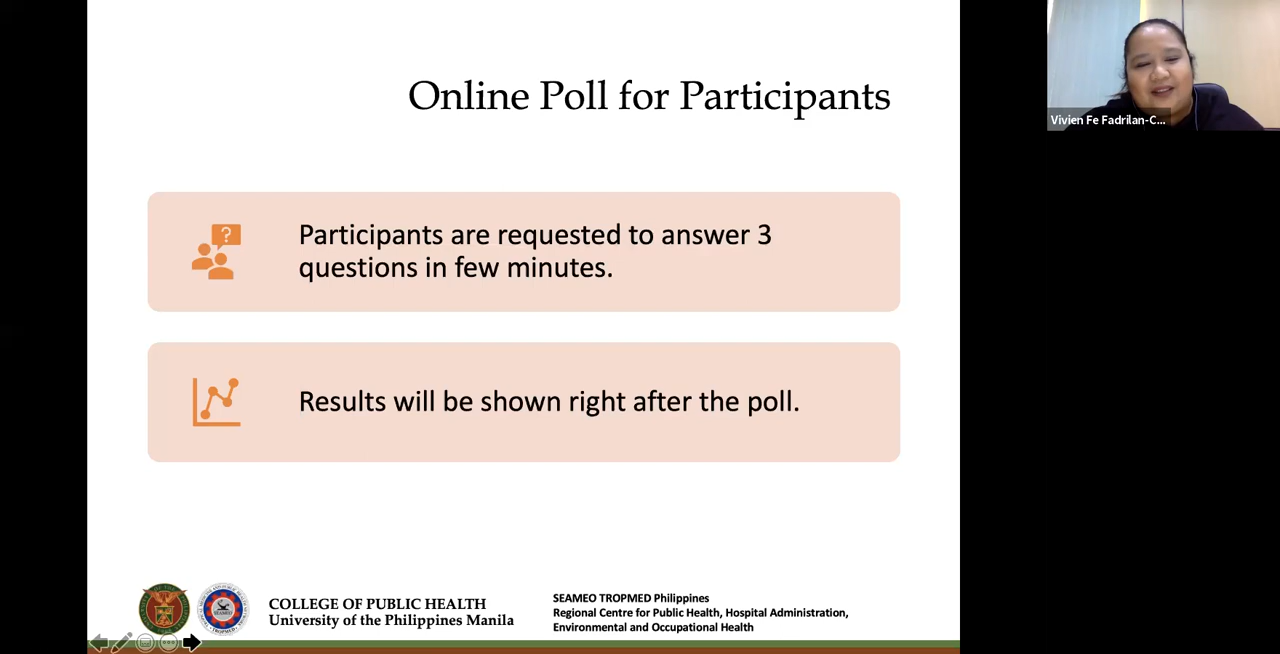 Online Poll for Participants
Vivien Fe Fadrilan-C...
?
Participants are requested to answer 3
questions in few minutes.
Results will be shown right after the poll.
COLLEGE OF PUBLIC HEALTH
University of the Philippines Manila
SEAMEO TROPMED Philippines
Regional Centre for Public Health, Hospital Administration,
Environmental and Occupational Health
SEAMEO
TROPMED